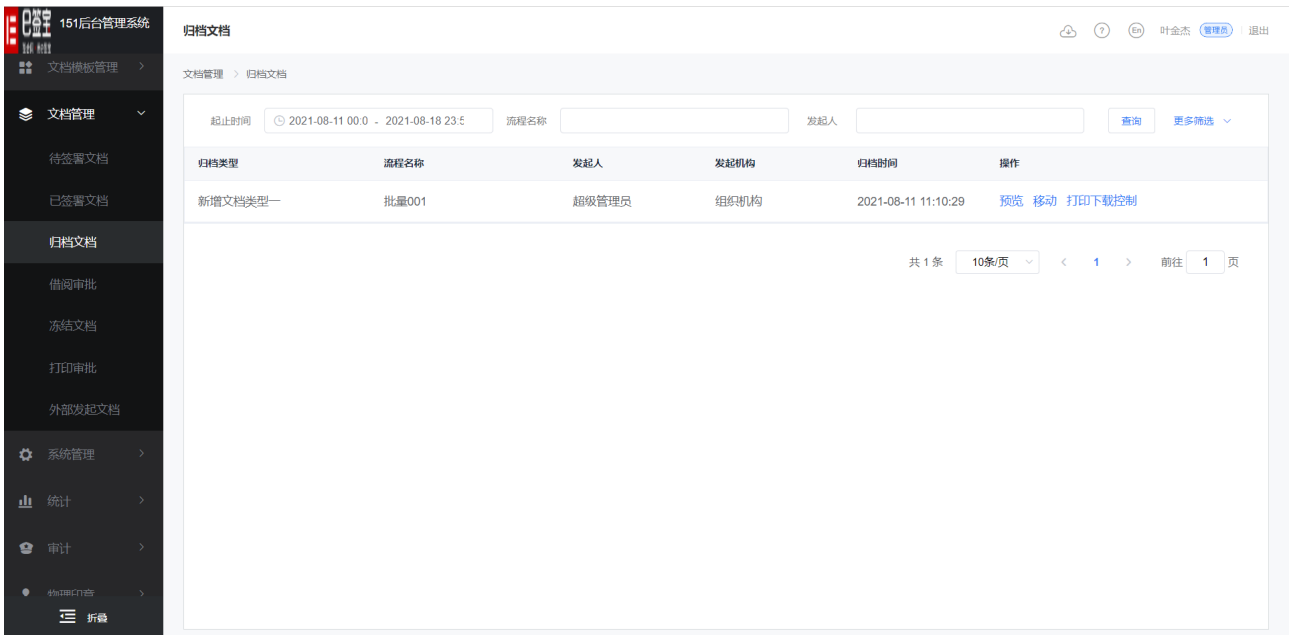 已签宝
151后台管理系统
归档文档
En
叶金杰
管理员
退出
文档模板管理
文档管理
待签署文档
已签署文档
归档文档
借阅审批
冻结文档
打印审批
外部发起文档
系统管理
统计
审计
物理印章
折叠
文档管理 > 归档文档
起止时间 2021-08-11 00:0 - 2021-08-18 23:5 流程名称 发起人 查询 更多筛选
归档类型 流程名称 发起人 发起机构 归档时间 操作
新增文档类型一 批量001 超级管理员 组织机构 2021-08-11 11:10:29 预览 移动 打印下载控制
共 1 条 10条/页 < 1 > 前往 1 页